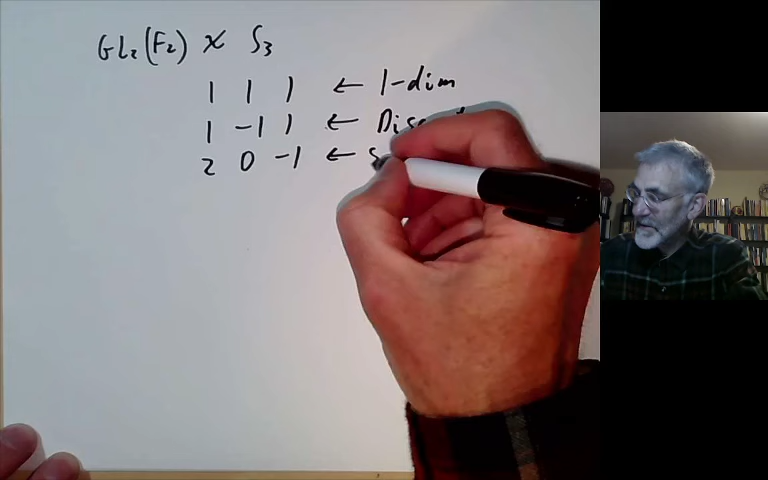 GL₂(F₂) × S₃
1 1 1 ← 1-dim
1 -1 1 ←
2 0 -1 ← S